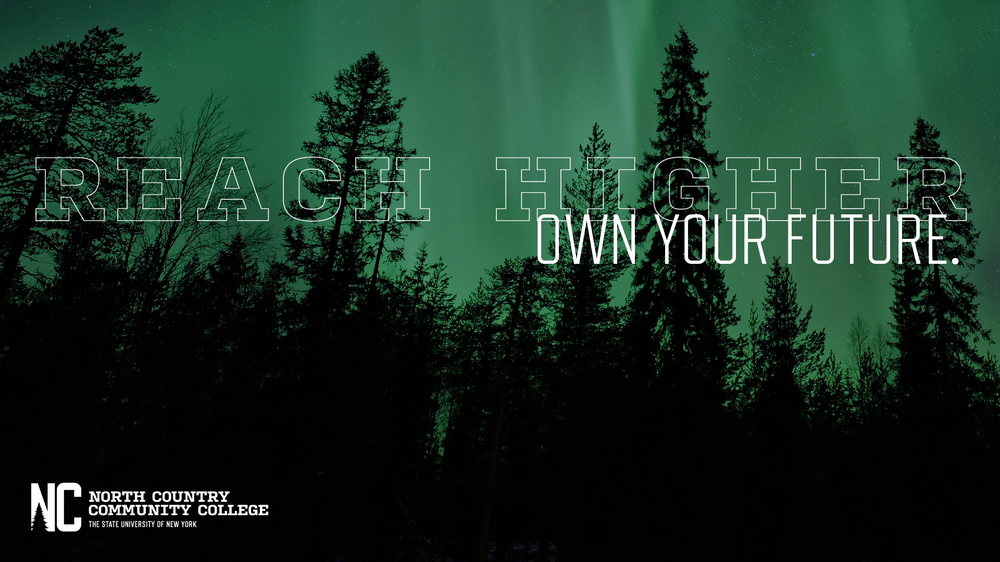 REACH HIGHER
OWN YOUR FUTURE.
NC
NORTH COUNTRY
COMMUNITY COLLEGE
THE STATE UNIVERSITY OF NEW YORK